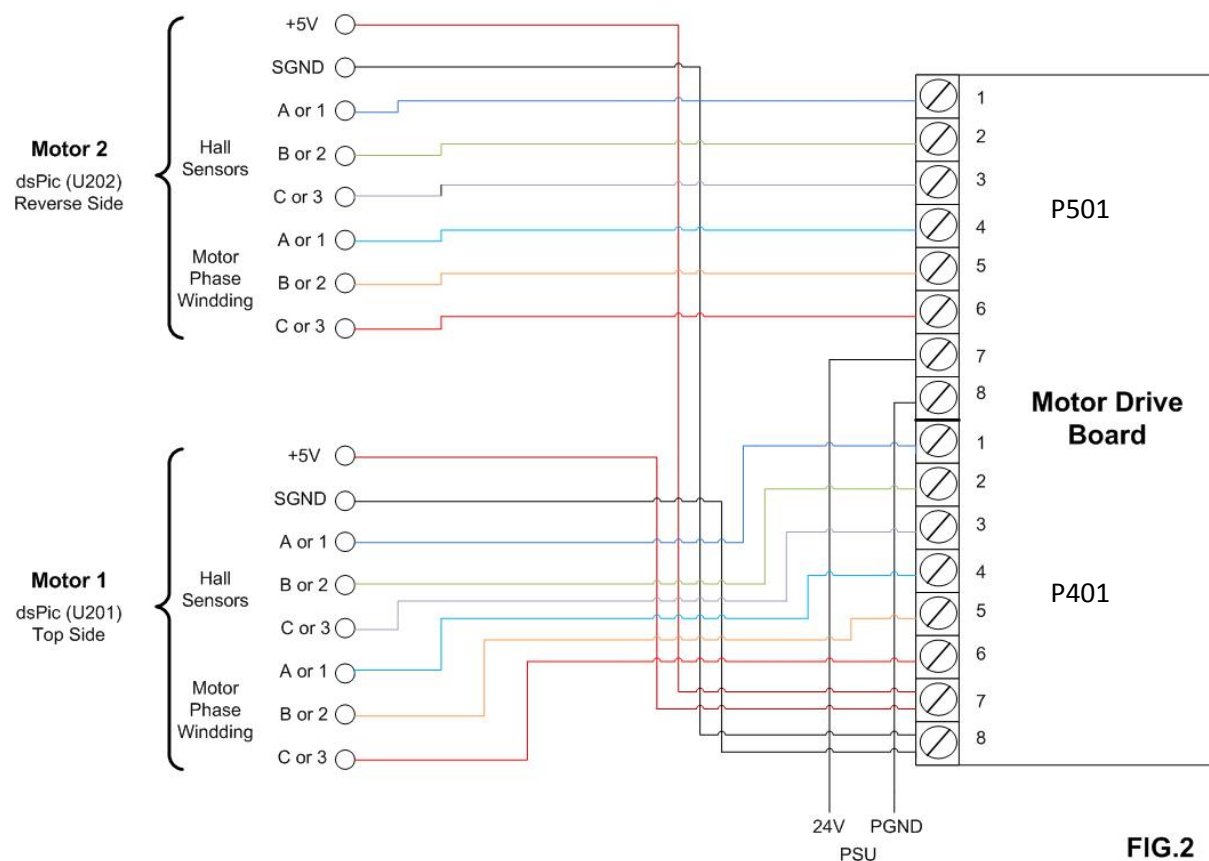 +5V
SGND
A or 1
B or 2
C or 3
A or 1
B or 2
C or 3
Motor 2
dsPic (U202)
Reverse Side
Hall
Sensors
Motor
Phase
Windding
+5V
SGND
A or 1
B or 2
C or 3
A or 1
B or 2
C or 3
Motor 1
dsPic (U201)
Top Side
Hall
Sensors
Motor
Phase
Windding
1
2
3
4
5
6
7
8
P501
Motor Drive
Board
1
2
3
4
5
6
7
8
P401
24V
PGND
PSU
FIG.2